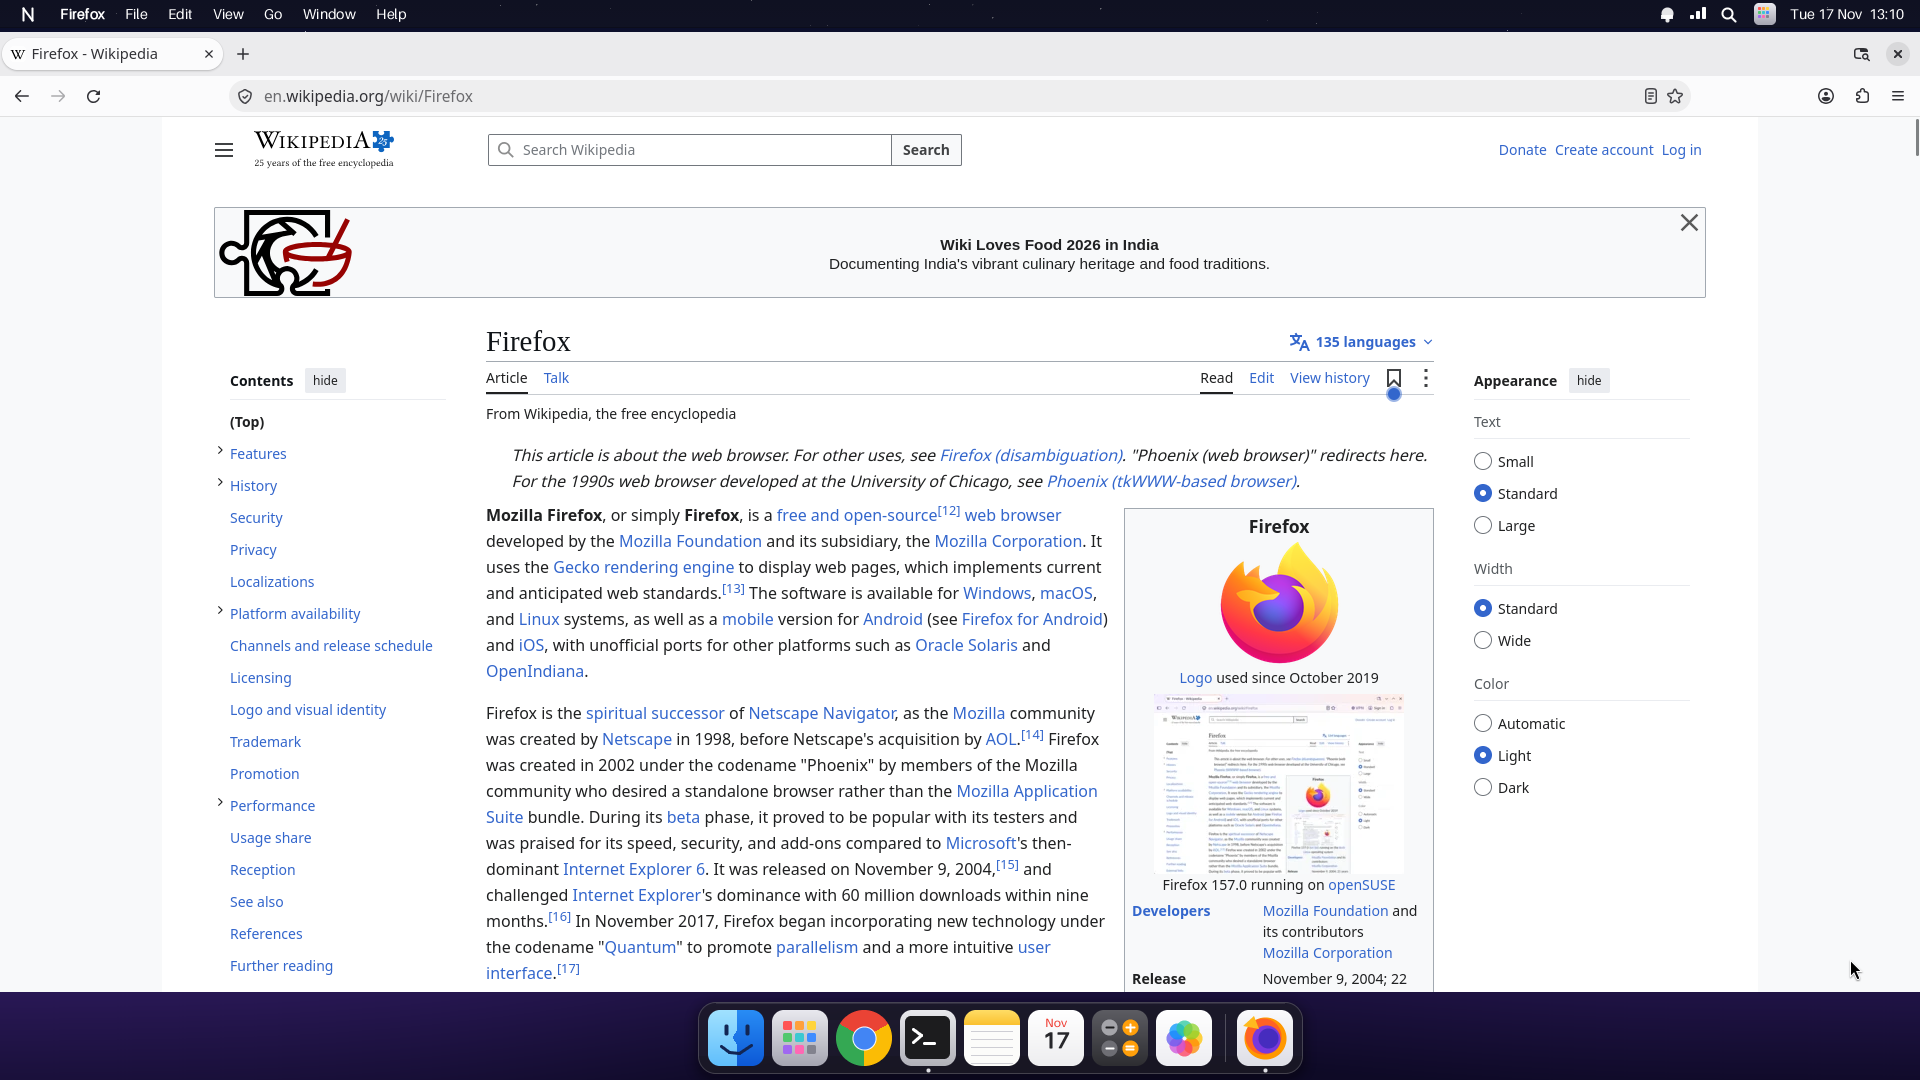 Firefox File Edit View Go Window Help
Tue 17 Nov 13:10
Firefox - Wikipedia
en.wikipedia.org/wiki/Firefox
WIKIPEDIA 25
25 years of the free encyclopedia
Search Wikipedia
Search
Donate Create account Log in
Wiki Loves Food 2026 in India
Documenting India's vibrant culinary heritage and food traditions.
Contents hide
(Top)
Features
History
Security
Privacy
Localizations
Platform availability
Channels and release schedule
Licensing
Logo and visual identity
Trademark
Promotion
Performance
Usage share
Reception
See also
References
Further reading
Firefox
135 languages
Article Talk
Read Edit View history
From Wikipedia, the free encyclopedia
This article is about the web browser. For other uses, see Firefox (disambiguation). "Phoenix (web browser)" redirects here.
For the 1990s web browser developed at the University of Chicago, see Phoenix (tkWWW-based browser).
Mozilla Firefox, or simply Firefox, is a free and open-source[12] web browser
developed by the Mozilla Foundation and its subsidiary, the Mozilla Corporation. It
uses the Gecko rendering engine to display web pages, which implements current
and anticipated web standards.[13] The software is available for Windows, macOS,
and Linux systems, as well as a mobile version for Android (see Firefox for Android)
and iOS, with unofficial ports for other platforms such as Oracle Solaris and
OpenIndiana.
Firefox is the spiritual successor of Netscape Navigator, as the Mozilla community
was created by Netscape in 1998, before Netscape's acquisition by AOL.[14] Firefox
was created in 2002 under the codename "Phoenix" by members of the Mozilla
community who desired a standalone browser rather than the Mozilla Application
Suite bundle. During its beta phase, it proved to be popular with its testers and
was praised for its speed, security, and add-ons compared to Microsoft's then-
dominant Internet Explorer 6. It was released on November 9, 2004,[15] and
challenged Internet Explorer's dominance with 60 million downloads within nine
months.[16] In November 2017, Firefox began incorporating new technology under
the codename "Quantum" to promote parallelism and a more intuitive user
interface.[17]
Firefox
Logo used since October 2019
Firefox 157.0 running on openSUSE
Developers Mozilla Foundation and
its contributors
Mozilla Corporation
Release November 9, 2004; 22
Appearance hide
Text
Small
Standard
Large
Width
Standard
Wide
Color
Automatic
Light
Dark
Nov
17